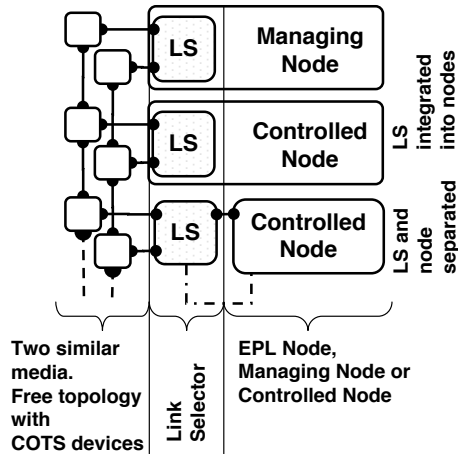 LS
Managing
Node
LS
integrated
into nodes
LS
Controlled
Node
LS
Controlled
Node
LS and
node
separated
Two similar
media.
Free topology
with
COTS devices
Link
Selector
EPL Node,
Managing Node or
Controlled Node